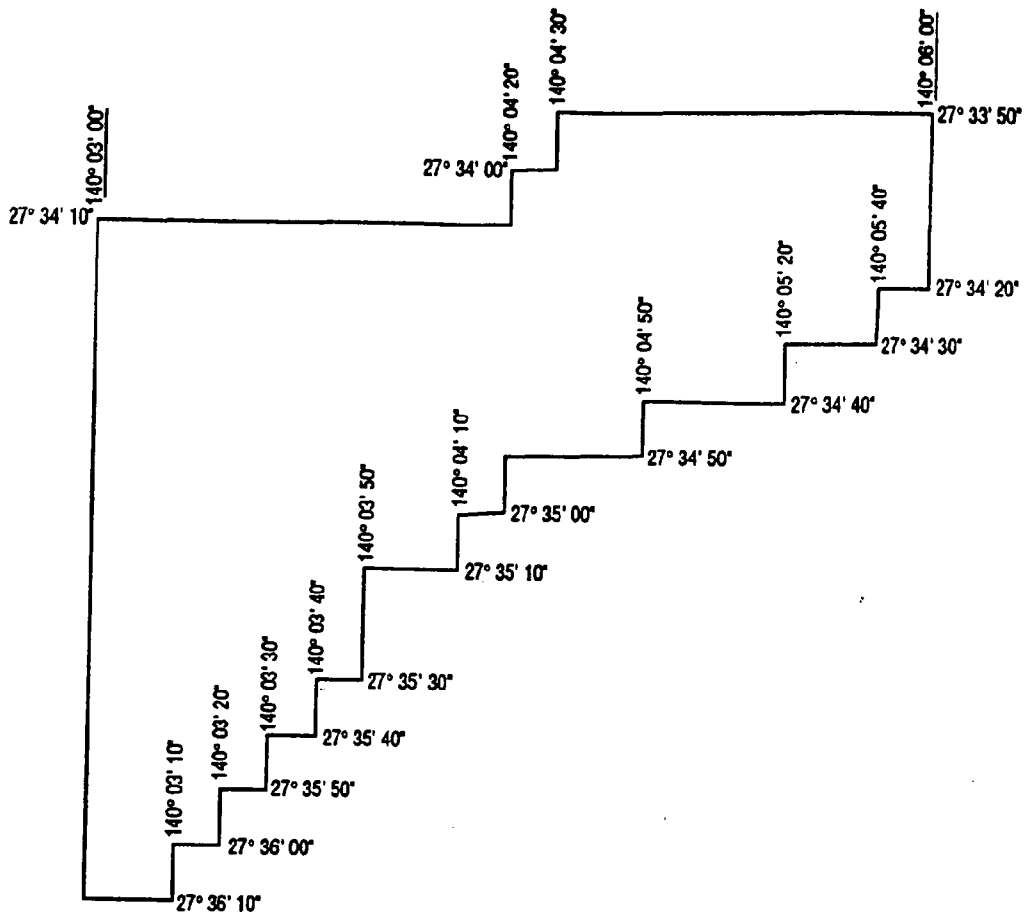 140° 03' 00"
27° 34' 10"
140° 04' 20"
27° 34' 00"
140° 04' 30"
140° 06' 00"
27° 33' 50"
140° 05' 40"
27° 34' 20"
140° 05' 20"
27° 34' 30"
140° 04' 50"
27° 34' 40"
140° 04' 10"
27° 34' 50"
140° 03' 50"
27° 35' 00"
27° 35' 10"
140° 03' 40"
27° 35' 30"
140° 03' 30"
27° 35' 40"
140° 03' 20"
27° 35' 50"
140° 03' 10"
27° 36' 00"
27° 36' 10"